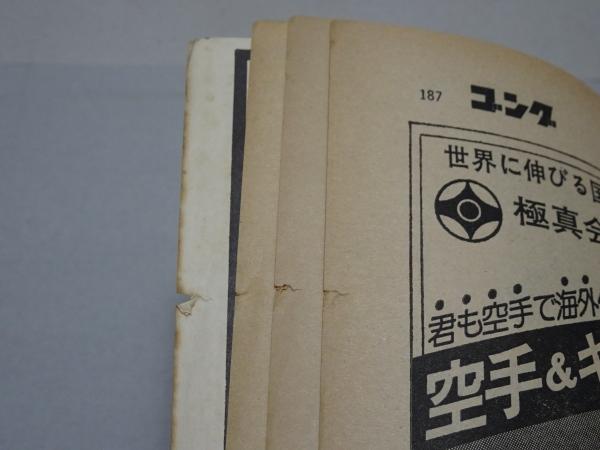 187 ゴング
世界に伸びる国
極真会
君も空手で海外へ
空手&キ